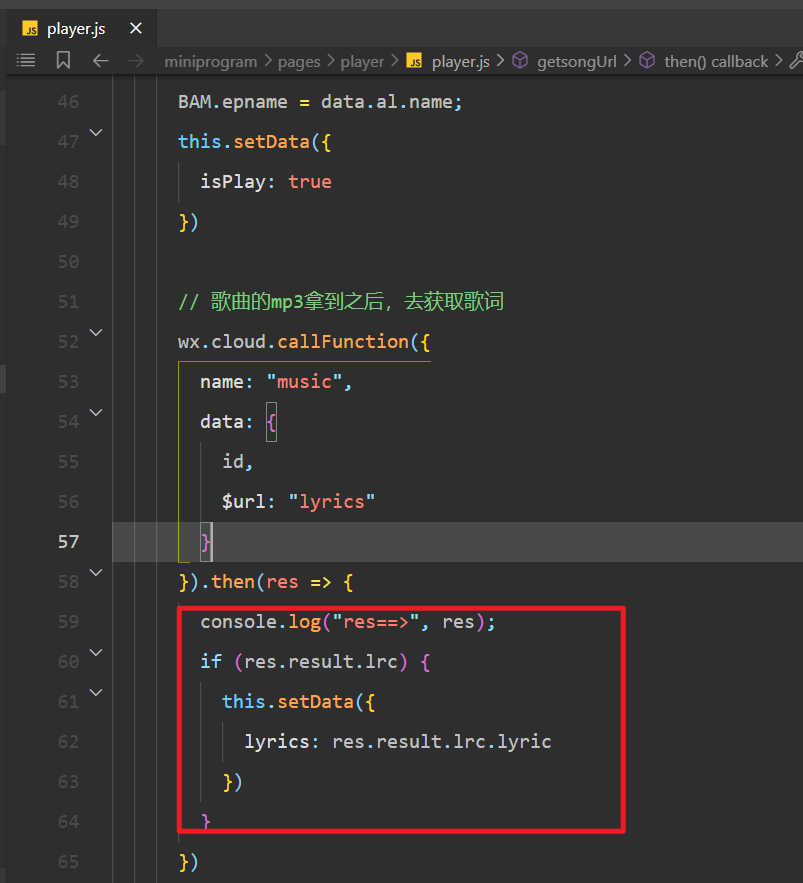 JS player.js ×
miniprogram > pages > player > JS player.js > getsongUrl > then() callback >
46 BAM.epname = data.al.name;
47 this.setData({
48 isPlay: true
49 })
50
51 // 歌曲的mp3拿到之后，去获取歌词
52 wx.cloud.callFunction({
53 name: "music",
54 data: {
55 id,
56 $url: "lyrics"
57 }
58 }).then(res => {
59 console.log("res==>", res);
60 if (res.result.lrc) {
61 this.setData({
62 lyrics: res.result.lrc.lyric
63 })
64 }
65 })